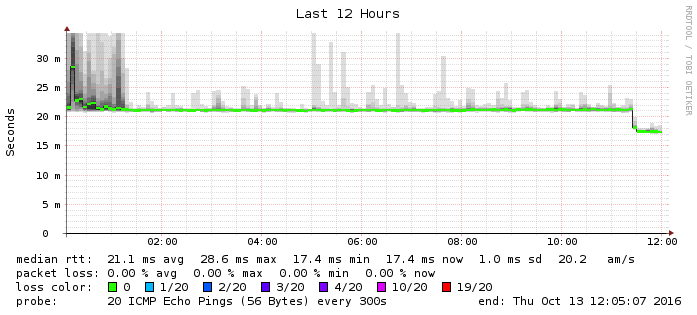 Last 12 Hours
RRDTOOL / TOBI OETIKER
Seconds
30 m
25 m
20 m
15 m
10 m
5 m
0
02:00 04:00 06:00 08:00 10:00 12:00
median rtt: 21.1 ms avg 28.6 ms max 17.4 ms min 17.4 ms now 1.0 ms sd 20.2 am/s
packet loss: 0.00 % avg 0.00 % max 0.00 % min 0.00 % now
loss color: 0 1/20 2/20 3/20 4/20 10/20 19/20
probe: 20 ICMP Echo Pings (56 Bytes) every 300s end: Thu Oct 13 12:05:07 2016